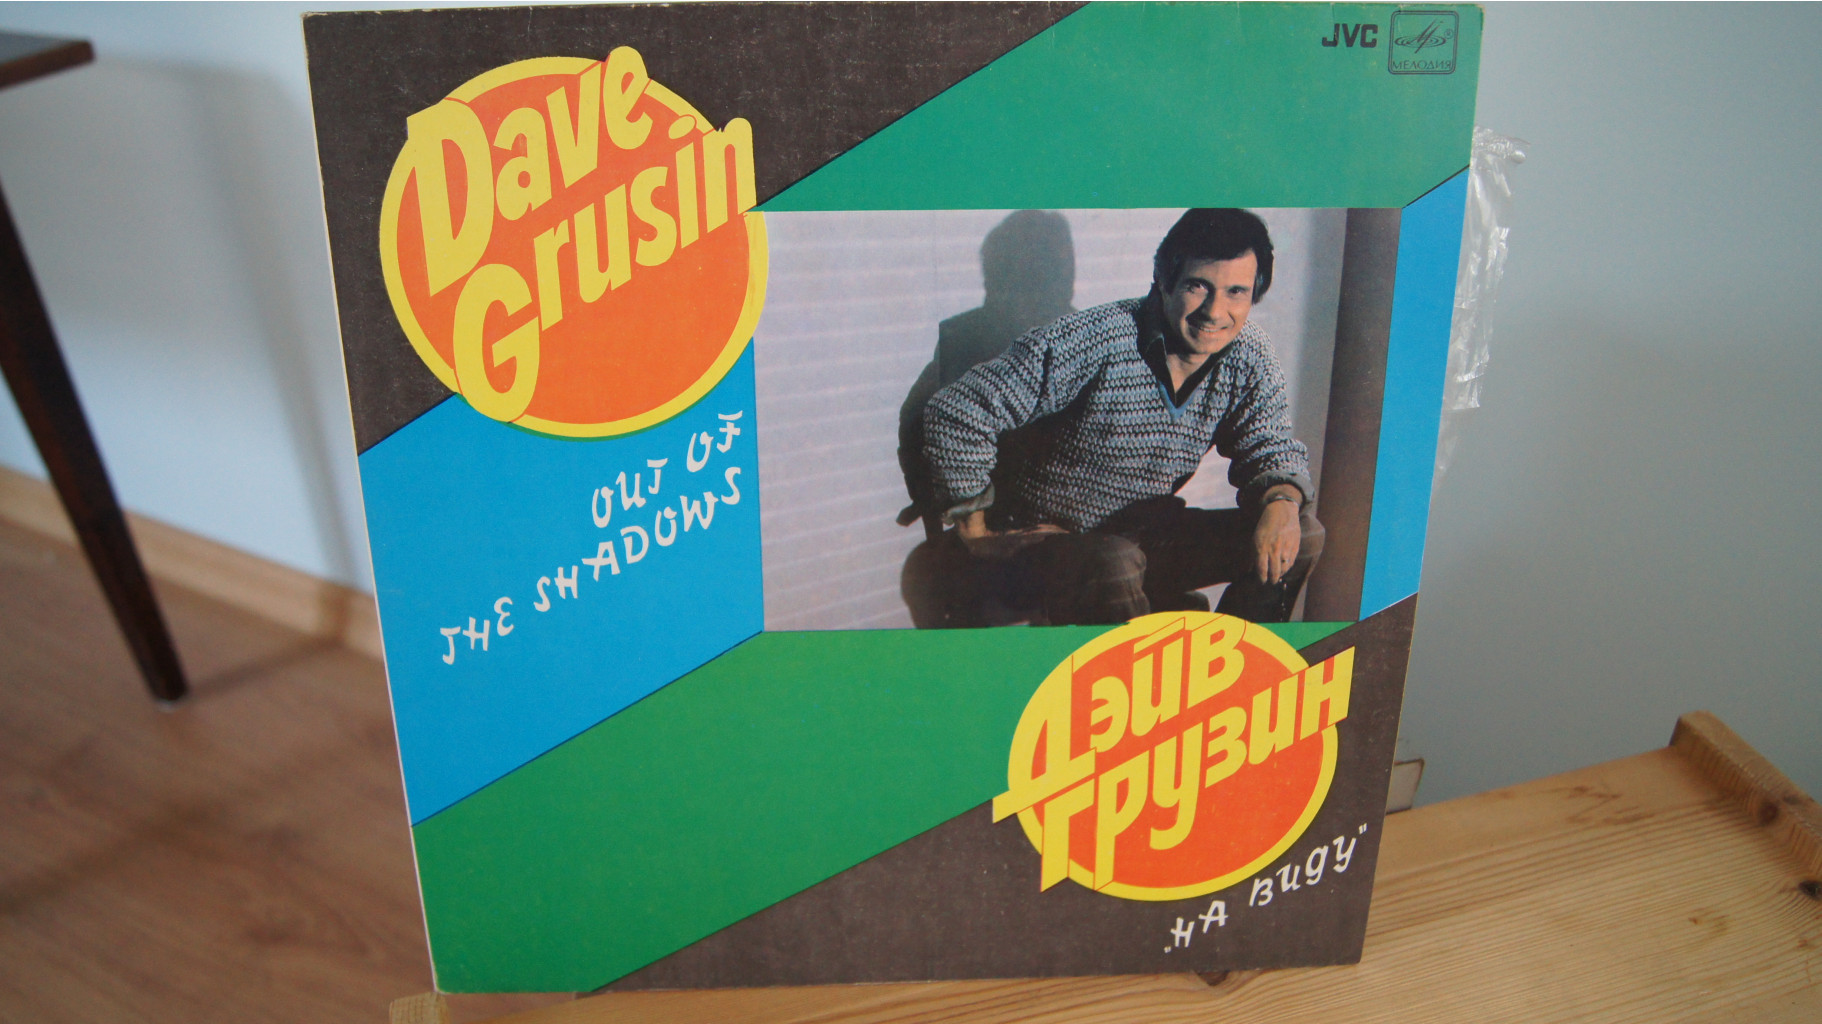 JVC
МЕЛОДИЯ
Dave
Grusin
OUT OF
THE SHADOWS
Дэйв
Грузин
„НА ВИДУ"